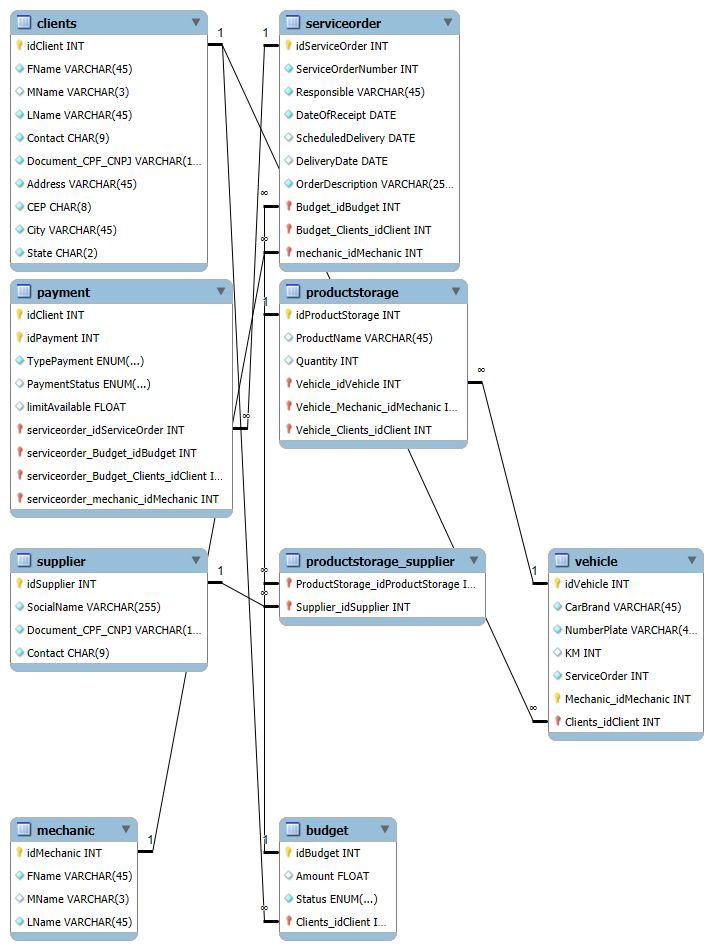 clients
idClient INT
FName VARCHAR(45)
MName VARCHAR(3)
LName VARCHAR(45)
Contact CHAR(9)
Document_CPF_CNPJ VARCHAR(1...
Address VARCHAR(45)
CEP CHAR(8)
City VARCHAR(45)
State CHAR(2)
1
1
serviceorder
idServiceOrder INT
ServiceOrderNumber INT
Responsible VARCHAR(45)
DateOfReceipt DATE
ScheduledDelivery DATE
DeliveryDate DATE
OrderDescription VARCHAR(25...
Budget_idBudget INT
Budget_Clients_idClient INT
mechanic_idMechanic INT
∞
∞
payment
idClient INT
idPayment INT
TypePayment ENUM(...)
PaymentStatus ENUM(...)
limitAvailable FLOAT
serviceorder_idServiceOrder INT
serviceorder_Budget_idBudget INT
serviceorder_Budget_Clients_idClient I...
serviceorder_mechanic_idMechanic INT
∞
1
productstorage
idProductStorage INT
ProductName VARCHAR(45)
Quantity INT
Vehicle_idVehicle INT
Vehicle_Mechanic_idMechanic I...
Vehicle_Clients_idClient INT
∞
supplier
idSupplier INT
SocialName VARCHAR(255)
Document_CPF_CNPJ VARCHAR(1...
Contact CHAR(9)
1
∞
∞
productstorage_supplier
ProductStorage_idProductStorage I...
Supplier_idSupplier INT
1
∞
vehicle
idVehicle INT
CarBrand VARCHAR(45)
NumberPlate VARCHAR(4...
KM INT
ServiceOrder INT
Mechanic_idMechanic INT
Clients_idClient INT
mechanic
idMechanic INT
FName VARCHAR(45)
MName VARCHAR(3)
LName VARCHAR(45)
1
1
∞
budget
idBudget INT
Amount FLOAT
Status ENUM(...)
Clients_idClient I...